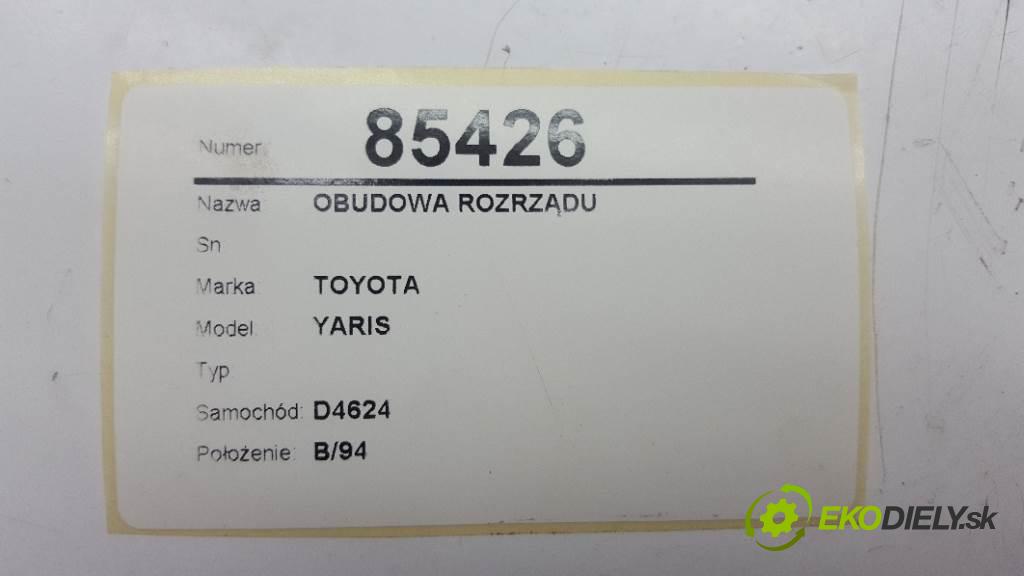 Numer: 85426
Nazwa: OBUDOWA ROZRZĄDU
Sn
Marka: TOYOTA
Model: YARIS
Typ
Samochód: D4624
Położenie: B/94
EKODIELY.sk